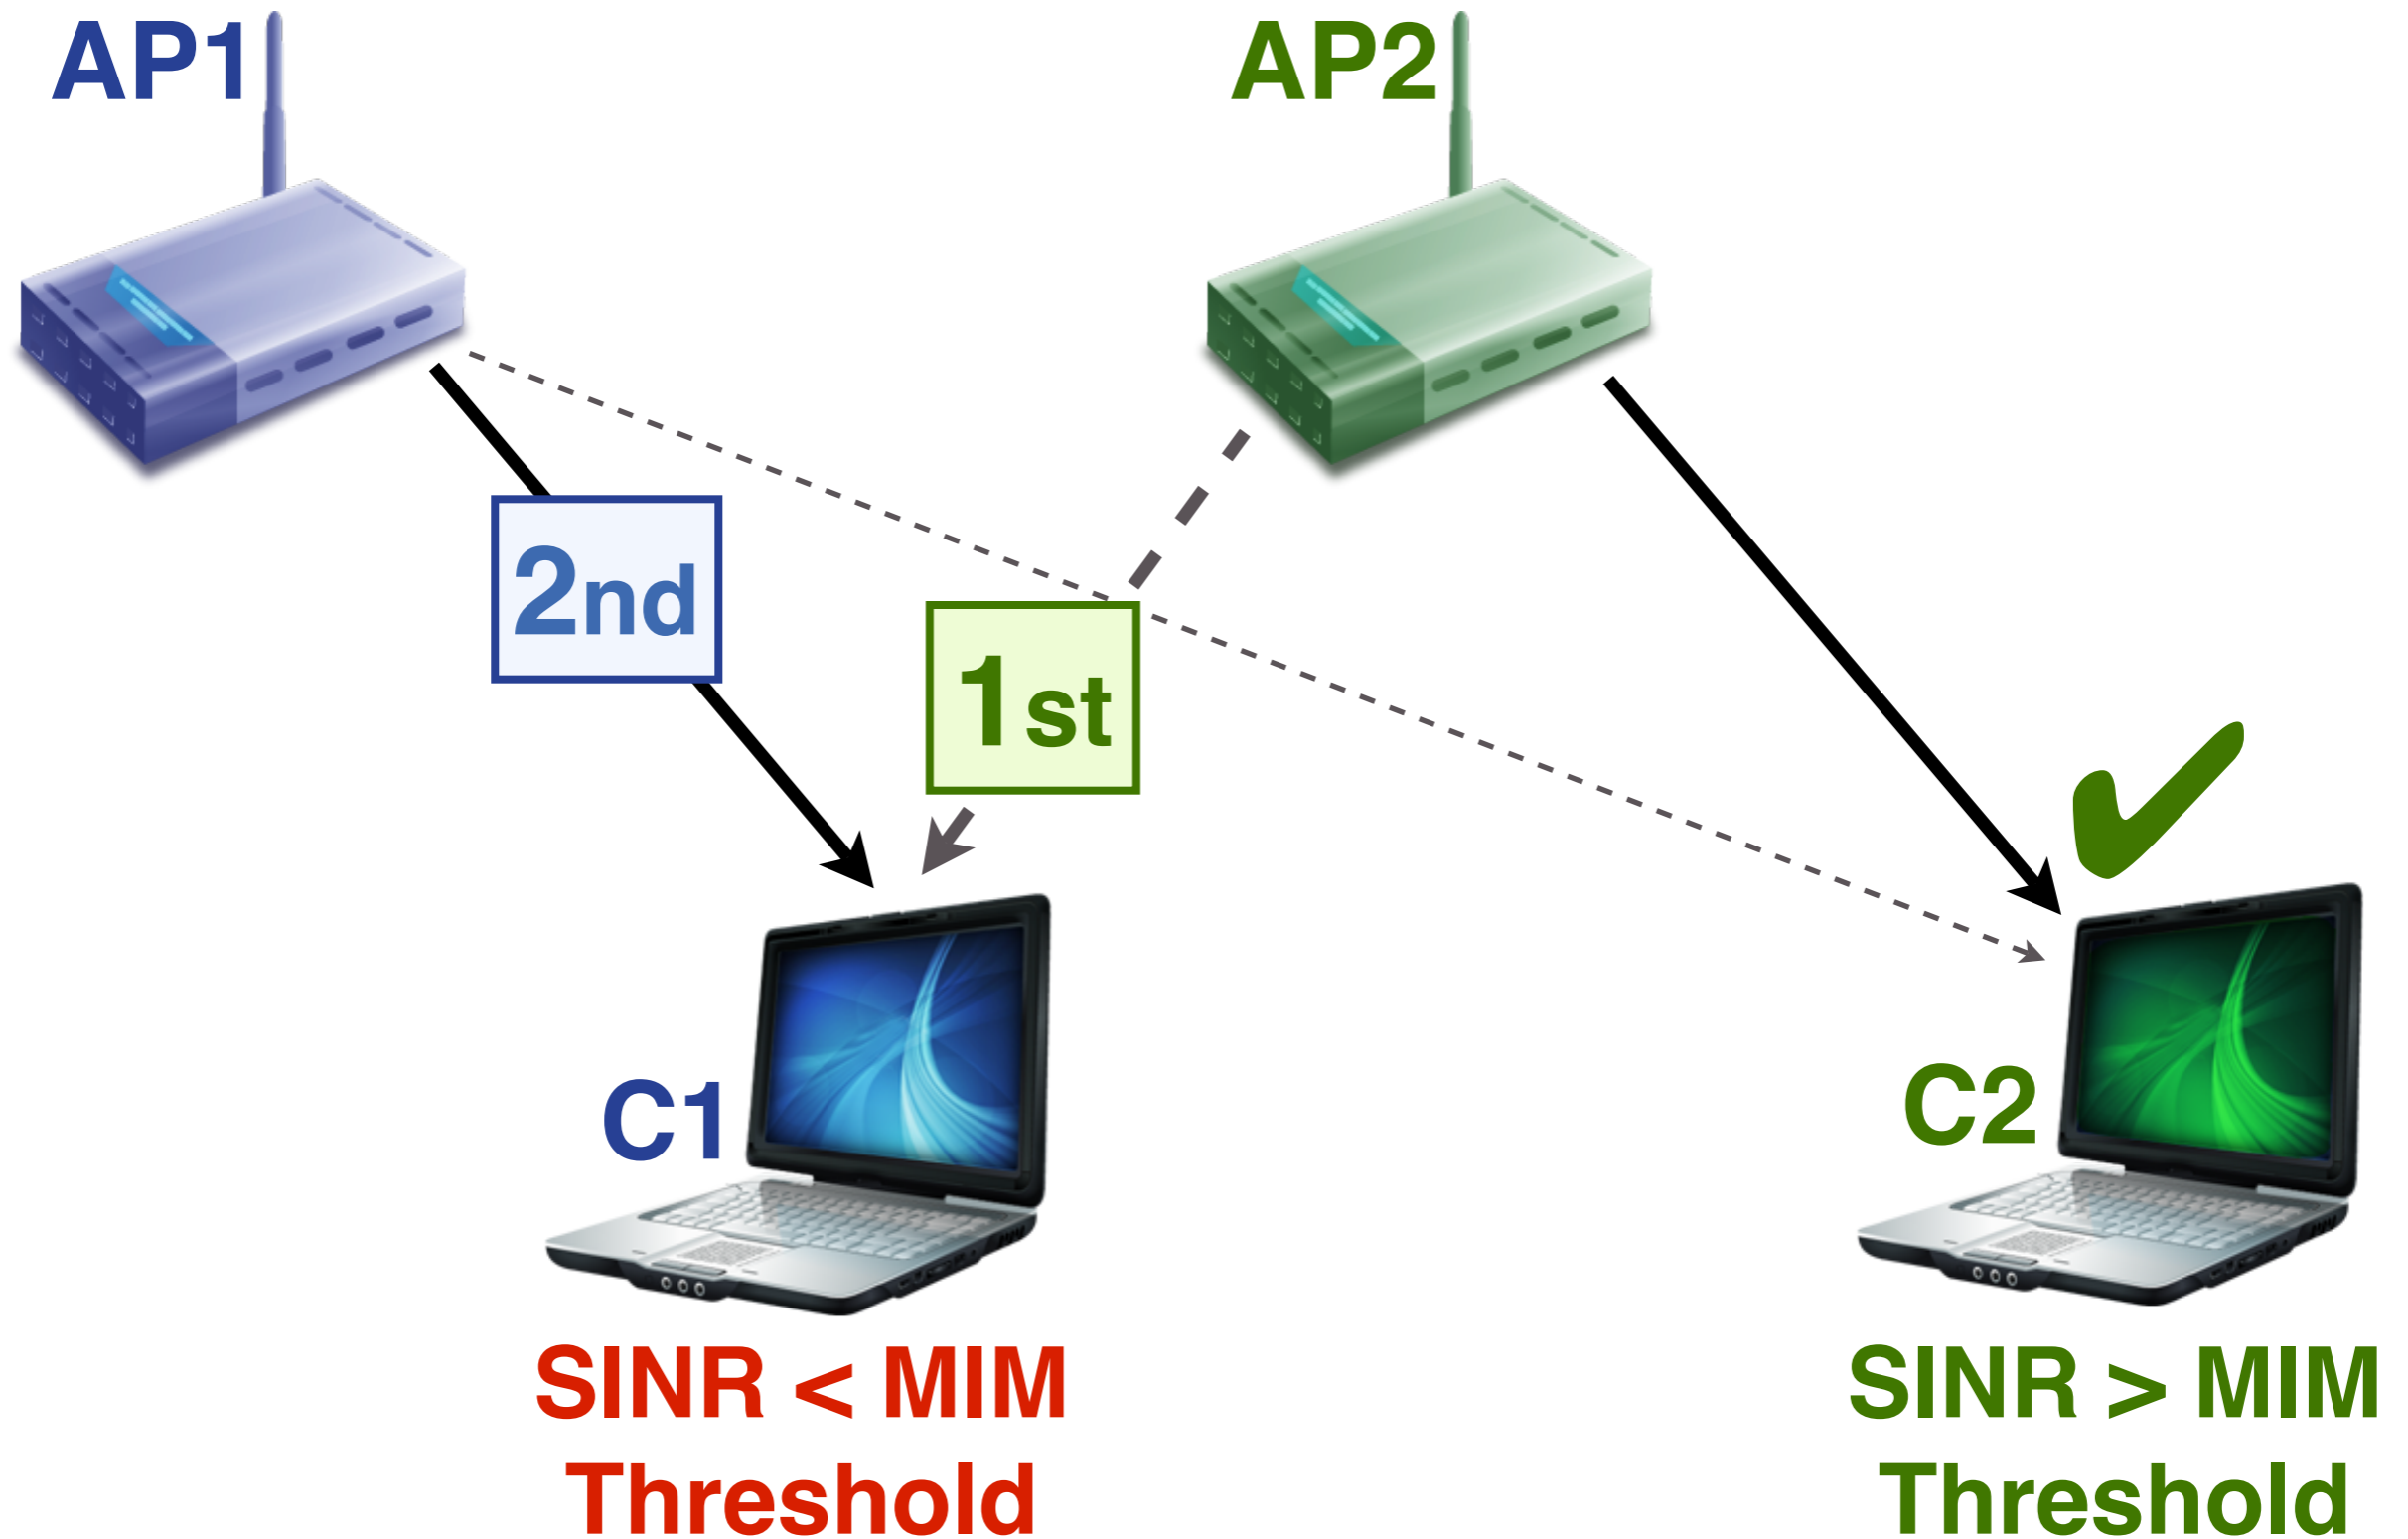 AP1
AP2
2nd
1st
C1
C2
SINR < MIM
Threshold
SINR > MIM
Threshold